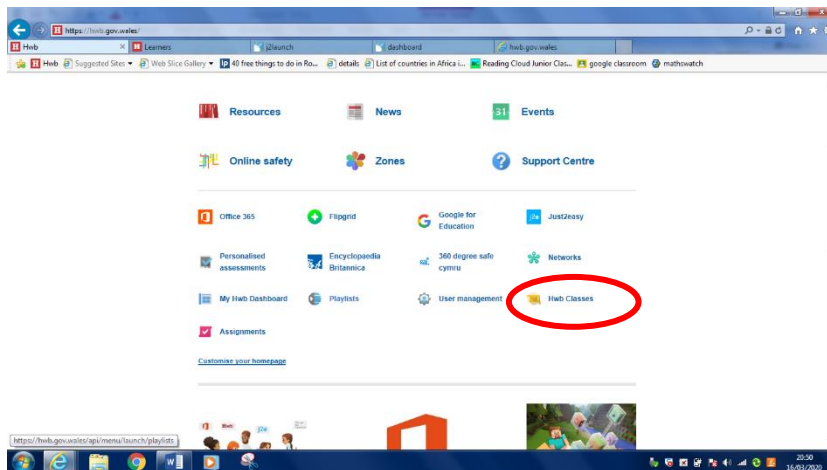 https://hwb.gov.wales/
Hwb
Learners
j2launch
dashboard
hwb.gov.wales
Hwb
Suggested Sites
Web Slice Gallery
40 free things to do in Ro...
details
List of countries in Africa i...
Reading Cloud Junior Clas...
google classroom
mathswatch
Resources
News
31
Events
Online safety
Zones
Support Centre
Office 365
Flipgrid
Google for
Education
j2e
Just2easy
Personalised
assessments
Encyclopaedia
Britannica
360 degree safe
cymru
Networks
My Hwb Dashboard
Playlists
User management
Hwb Classes
Assignments
Customise your homepage
Hwb
j2e
https://hwb.gov.wales/api/menu/launch/playlists
20:50
16/03/2020